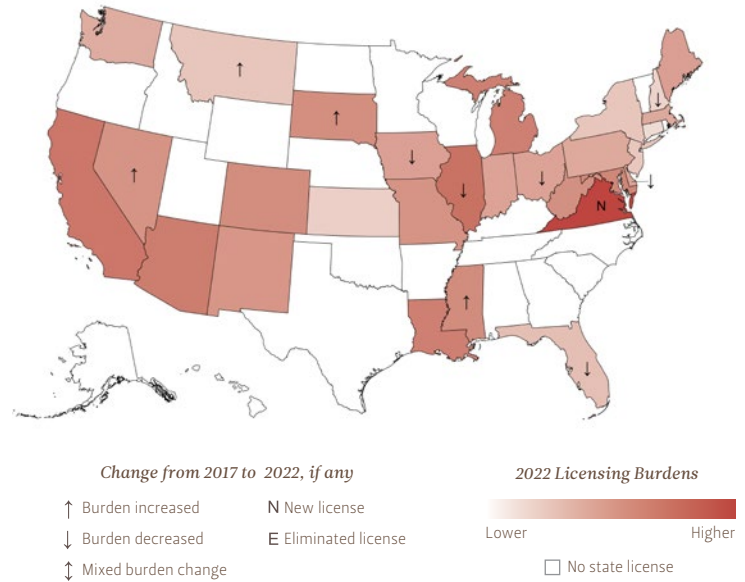 N
Change from 2017 to 2022, if any
2022 Licensing Burdens
↑ Burden increased
N New license
↓ Burden decreased
E Eliminated license
Lower
Higher
↕ Mixed burden change
No state license